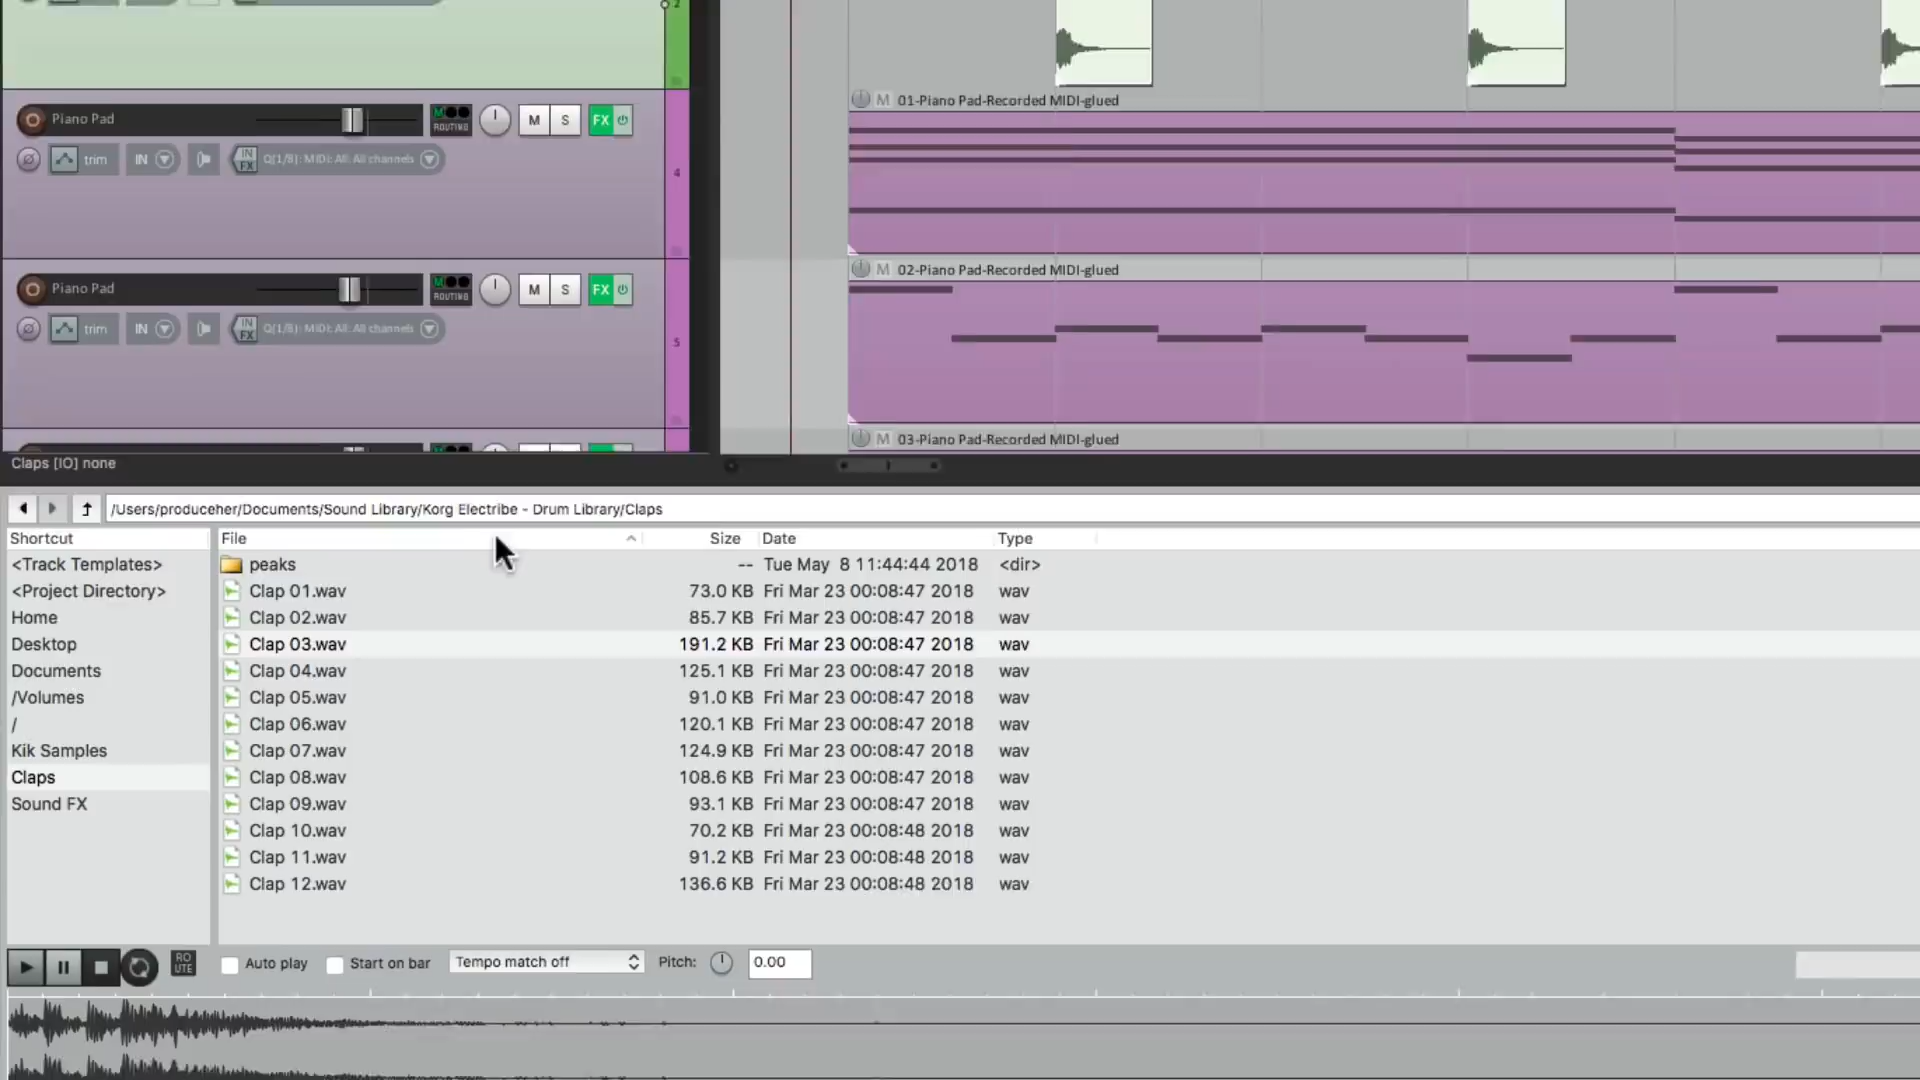 2
01-Piano Pad-Recorded MIDI-glued
Piano Pad
ROUTING
M S FX
trim IN IN FX Q[1/8]: MIDI: All: All channels
4
02-Piano Pad-Recorded MIDI-glued
Piano Pad
ROUTING
M S FX
trim IN IN FX Q[1/8]: MIDI: All: All channels
5
03-Piano Pad-Recorded MIDI-glued
Claps [IO] none
/Users/produceher/Documents/Sound Library/Korg Electribe - Drum Library/Claps
Shortcut
<Track Templates>
<Project Directory>
Home
Desktop
Documents
/Volumes
/
Kik Samples
Claps
Sound FX
File Size Date Type
peaks -- Tue May 8 11:44:44 2018 <dir>
Clap 01.wav 73.0 KB Fri Mar 23 00:08:47 2018 wav
Clap 02.wav 85.7 KB Fri Mar 23 00:08:47 2018 wav
Clap 03.wav 191.2 KB Fri Mar 23 00:08:47 2018 wav
Clap 04.wav 125.1 KB Fri Mar 23 00:08:47 2018 wav
Clap 05.wav 91.0 KB Fri Mar 23 00:08:47 2018 wav
Clap 06.wav 120.1 KB Fri Mar 23 00:08:47 2018 wav
Clap 07.wav 124.9 KB Fri Mar 23 00:08:47 2018 wav
Clap 08.wav 108.6 KB Fri Mar 23 00:08:47 2018 wav
Clap 09.wav 93.1 KB Fri Mar 23 00:08:47 2018 wav
Clap 10.wav 70.2 KB Fri Mar 23 00:08:48 2018 wav
Clap 11.wav 91.2 KB Fri Mar 23 00:08:48 2018 wav
Clap 12.wav 136.6 KB Fri Mar 23 00:08:48 2018 wav
RO
UTE
Auto play Start on bar Tempo match off Pitch: 0.00